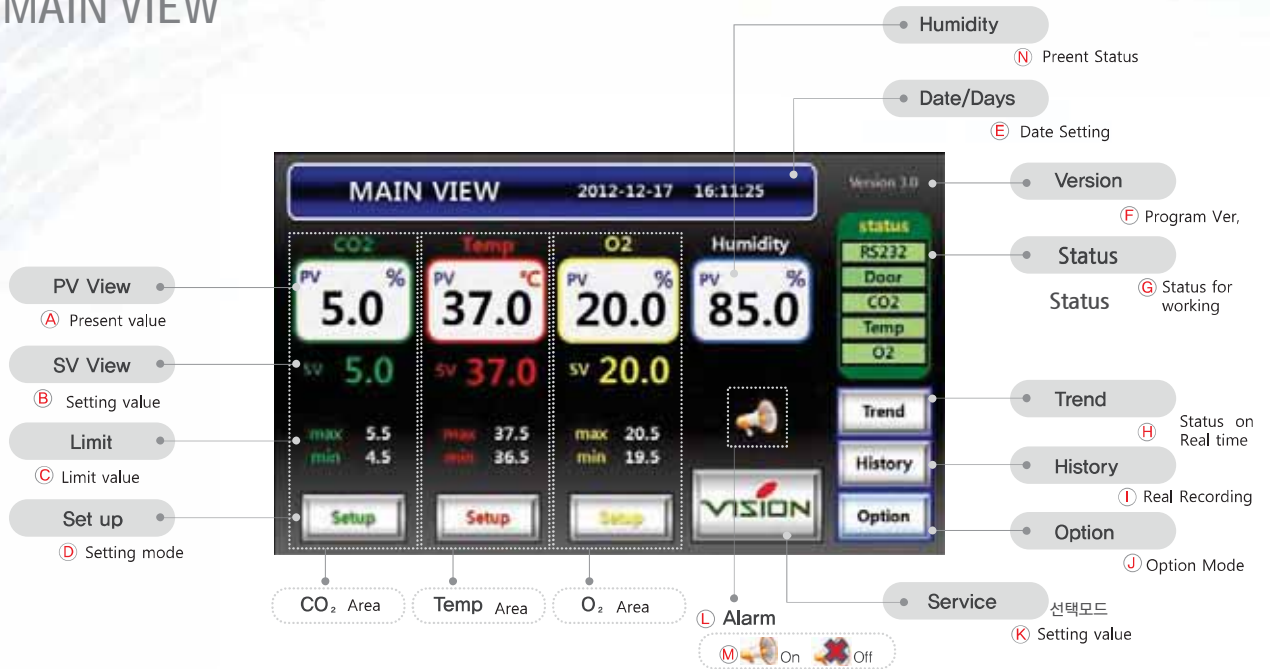 MAIN VIEW
Humidity
Ⓝ Preent Status
Date/Days
Ⓔ Date Setting
Version
Ⓕ Program Ver,
Status
Status
Ⓖ Status for
working
Trend
Ⓗ Status on
Real time
History
Ⓘ Real Recording
Option
Ⓙ Option Mode
Service
선택모드
Ⓚ Setting value
PV View
Ⓐ Present value
SV View
Ⓑ Setting value
Limit
Ⓒ Limit value
Set up
Ⓓ Setting mode
MAIN VIEW 2012-12-17 16:11:25
Version 3.0
CO2 Temp O2 Humidity
PV % PV °C PV % PV %
5.0 37.0 20.0 85.0
SV 5.0 SV 37.0 SV 20.0
max 5.5 max 37.5 max 20.5
min 4.5 min 36.5 min 19.5
Setup Setup Setup
VISION
status
RS232
Door
CO2
Temp
O2
Trend
History
Option
CO₂ Area Temp Area O₂ Area
Ⓛ Alarm
Ⓜ On Off